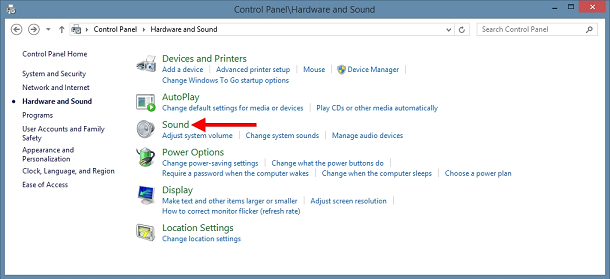 Control Panel\Hardware and Sound
Control Panel Hardware and Sound
Search Control Panel
Control Panel Home
System and Security
Network and Internet
Hardware and Sound
Programs
User Accounts and Family
Safety
Appearance and
Personalization
Clock, Language, and Region
Ease of Access
Devices and Printers
Add a device Advanced printer setup Mouse Device Manager
Change Windows To Go startup options
AutoPlay
Change default settings for media or devices Play CDs or other media automatically
Sound
Adjust system volume Change system sounds Manage audio devices
Power Options
Change power-saving settings Change what the power buttons do
Require a password when the computer wakes Change when the computer sleeps Choose a power plan
Display
Make text and other items larger or smaller Adjust screen resolution
How to correct monitor flicker (refresh rate)
Location Settings
Change location settings